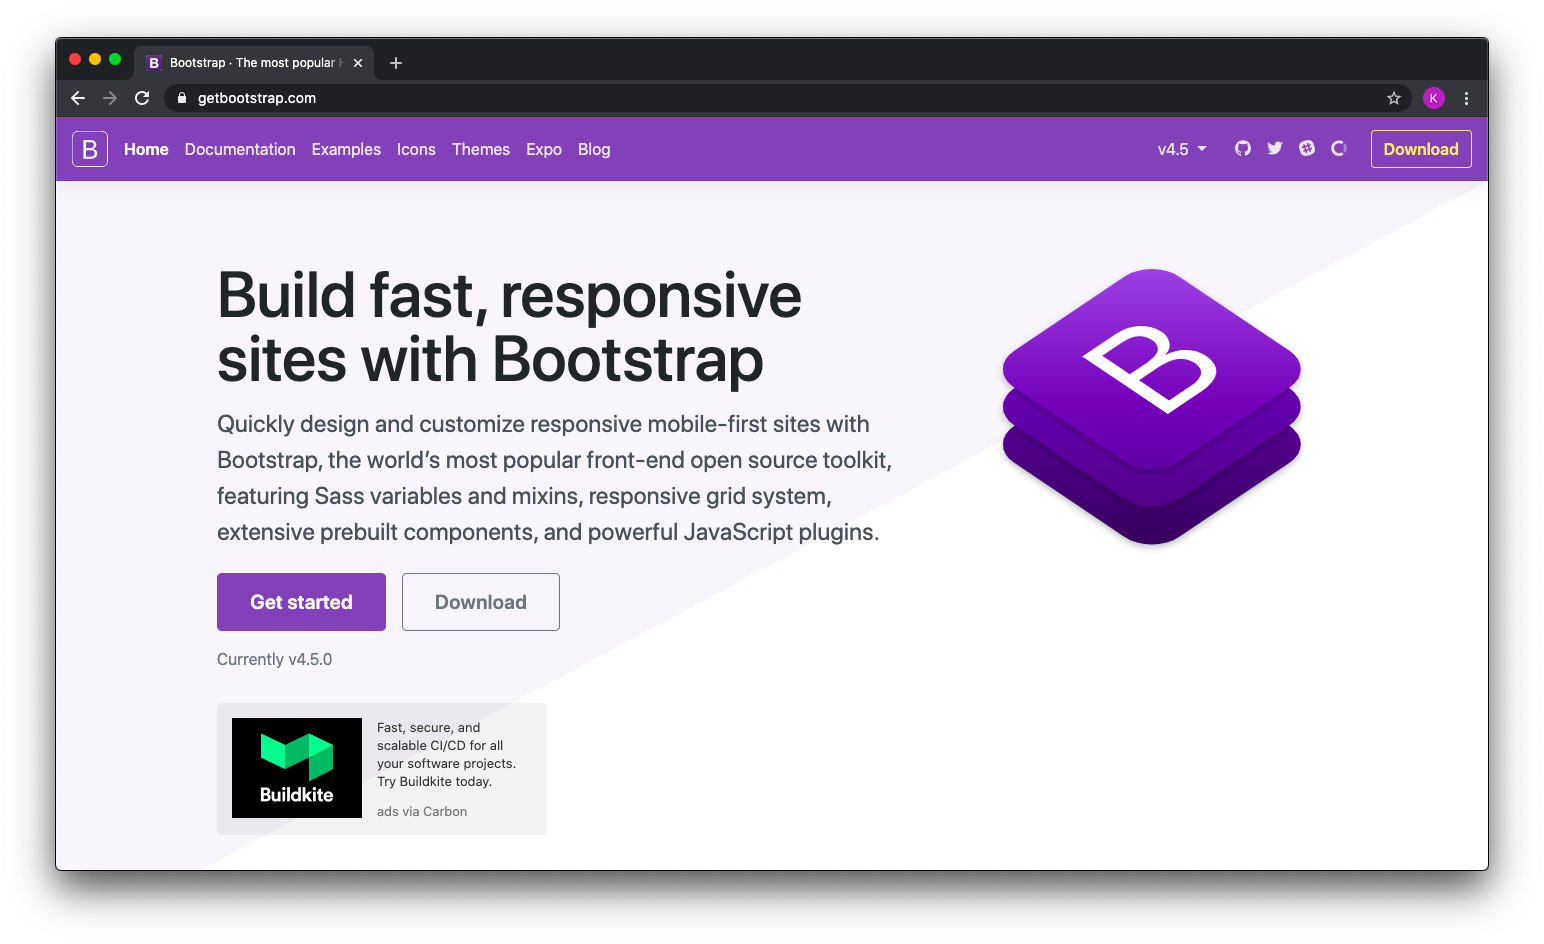 Bootstrap · The most popular
getbootstrap.com
K
B Home Documentation Examples Icons Themes Expo Blog v4.5 Download
Build fast, responsive
sites with Bootstrap
Quickly design and customize responsive mobile-first sites with
Bootstrap, the world’s most popular front-end open source toolkit,
featuring Sass variables and mixins, responsive grid system,
extensive prebuilt components, and powerful JavaScript plugins.
B
Get started Download
Currently v4.5.0
Buildkite
Fast, secure, and
scalable CI/CD for all
your software projects.
Try Buildkite today.
ads via Carbon